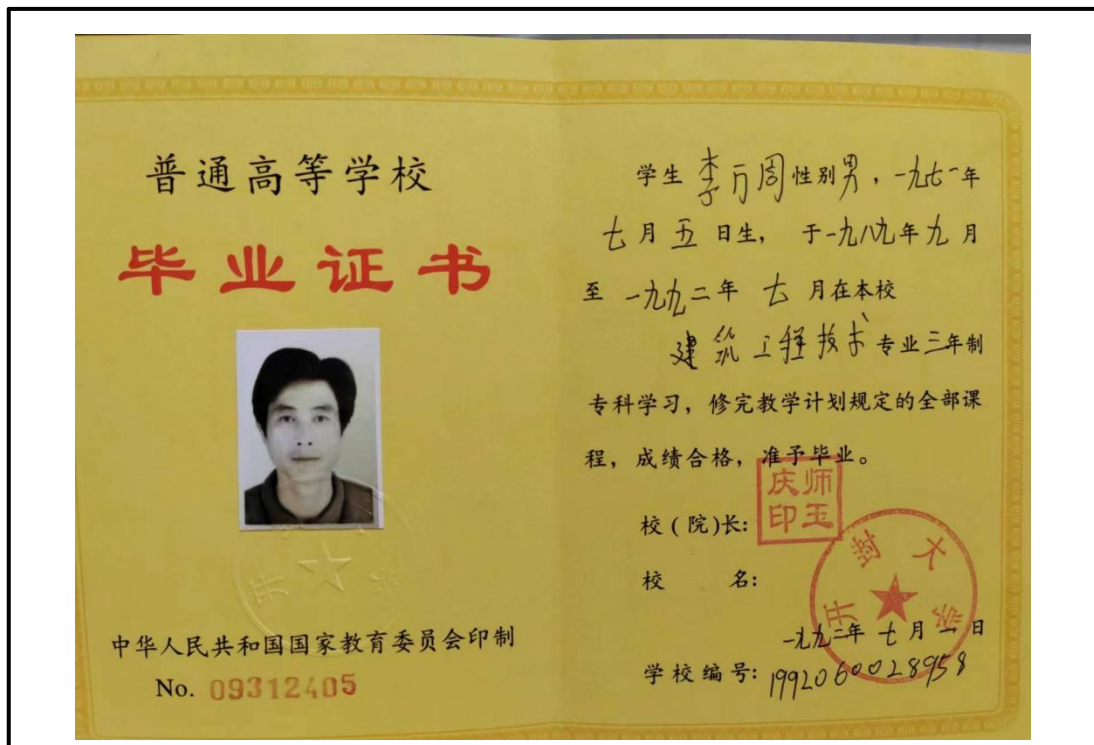 普通高等学校
毕业证书
中华人民共和国国家教育委员会印制
No. 09312405
学生 李万周 性别 男，一九七一年
七月五日生，于一九八九年九月
至一九九二年七月在本校
建筑工程技术专业三年制
专科学习，修完教学计划规定的全部课
程，成绩合格，准予毕业。
校(院)长：
师玉庆印
校 名：
开封大学
一九九二年七月一日
学校编号：1992060028958